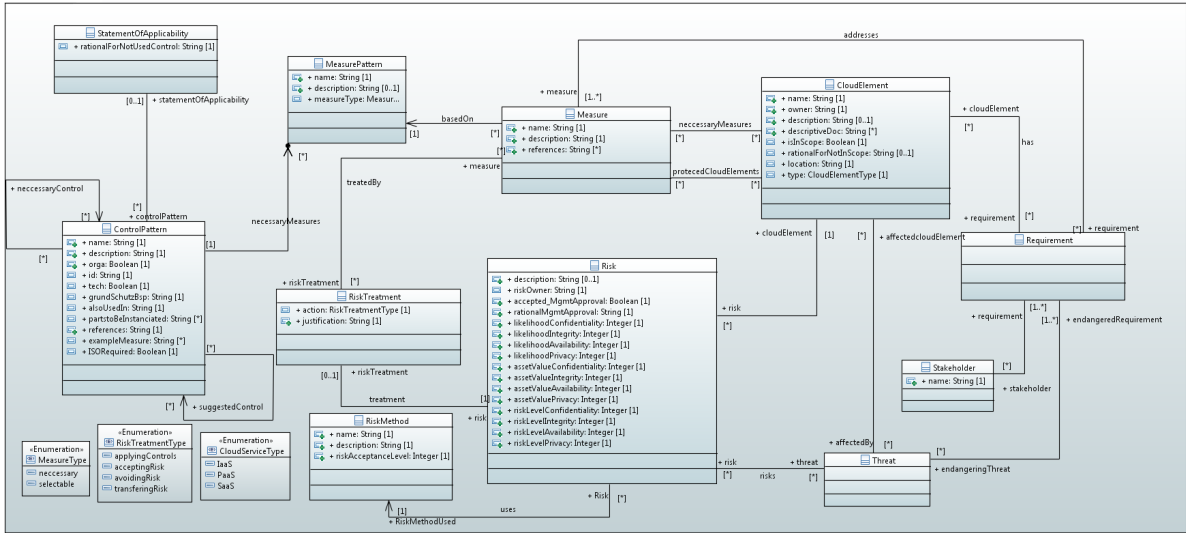 StatementOfApplicability
+ rationalForNotUsedControl: String [1]
[0..1]
+ statementOfApplicability
[*]
+ controlPattern
+ neccessaryControl
[*]
[*]
ControlPattern
+ name: String [1]
+ description: String [1]
+ orga: Boolean [1]
+ id: String [1]
+ tech: Boolean [1]
+ grundSchutzBsp: String [1]
+ alsoUsedIn: String [1]
+ partstoBeInstanciated: String [*]
+ references: String [1]
+ exampleMeasure: String [*]
+ ISORequired: Boolean [1]
[1]
necessaryMeasures
[*]
[*]
[*]
+ suggestedControl
MeasurePattern
+ name: String [1]
+ description: String [0..1]
+ measureType: Measur...
[1]
basedOn
[*]
Measure
+ name: String [1]
+ description: String [1]
+ references: String [*]
+ measure
[1..*]
addresses
[*]
+ requirement
[*]
+ measure
treatedBy
+ riskTreatment
[*]
neccessaryMeasures
[*]
[*]
protecedCloudElements
[*]
[*]
CloudElement
+ name: String [1]
+ owner: String [1]
+ description: String [0..1]
+ descriptiveDoc: String [*]
+ isInScope: Boolean [1]
+ rationalForNotInScope: String [0..1]
+ location: String [1]
+ type: CloudElementType [1]
+ cloudElement
[*]
has
+ requirement
[*]
+ cloudElement
[1]
[*]
+ affectedcloudElement
Requirement
[1..*]
+ requirement
[1..*]
+ endangeredRequirement
RiskTreatment
+ action: RiskTreatmentType [1]
+ justification: String [1]
[0..1]
+ riskTreatment
treatment
[1]
+ risk
Risk
+ description: String [0..1]
+ riskOwner: String [1]
+ accepted_MgmtApproval: Boolean [1]
+ rationalMgmtApproval: String [1]
+ likelihoodConfidentiality: Integer [1]
+ likelihoodIntegrity: Integer [1]
+ likelihoodAvailability: Integer [1]
+ likelihoodPrivacy: Integer [1]
+ assetValueConfidentiality: Integer [1]
+ assetValueIntegrity: Integer [1]
+ assetValueAvailability: Integer [1]
+ assetValuePrivacy: Integer [1]
+ riskLevelConfidentiality: Integer [1]
+ riskLevelIntegrity: Integer [1]
+ riskLevelAvailability: Integer [1]
+ riskLevelPrivacy: Integer [1]
+ risk
[*]
Stakeholder
+ name: String [1]
[*]
+ stakeholder
RiskMethod
+ name: String [1]
+ description: String [1]
+ riskAcceptanceLevel: Integer [1]
[1]
+ RiskMethodUsed
uses
+ Risk
[*]
+ risk
[*]
risks
+ threat
[*]
+ affectedBy
[*]
Threat
[*]
+ endangeringThreat
«Enumeration»
MeasureType
neccessary
selectable
«Enumeration»
RiskTreatmentType
applyingControls
acceptingRisk
avoidingRisk
transferingRisk
«Enumeration»
CloudServiceType
IaaS
PaaS
SaaS